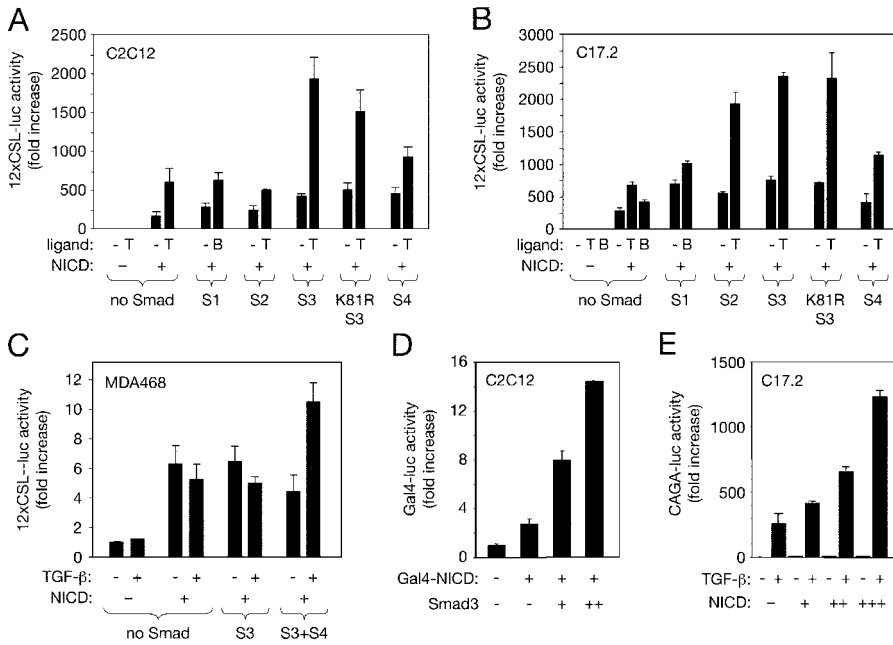 A
C2C12
12xCSL-luc activity
(fold increase)
2500
2000
1500
1000
500
0
ligand: - T - T - B - T - T - T - T
NICD: – + + + + + +
no Smad S1 S2 S3 K81R S4
S3
B
C17.2
12xCSL-luc activity
(fold increase)
3000
2500
2000
1500
1000
500
0
ligand: - T B - T B - B - T - T - T - T
NICD: – + + + + + +
no Smad S1 S2 S3 K81R S4
S3
C
MDA468
12xCSL--luc activity
(fold increase)
12
10
8
6
4
2
0
TGF-β: - + - + - + - +
NICD: – + + +
no Smad S3 S3+S4
D
C2C12
Gal4-luc activity
(fold increase)
16
12
8
4
0
Gal4-NICD: - + + +
Smad3 - - + ++
E
C17.2
CAGA-luc activity
(fold increase)
1500
1000
500
0
TGF-β: - + - + - + - +
NICD: – + ++ +++